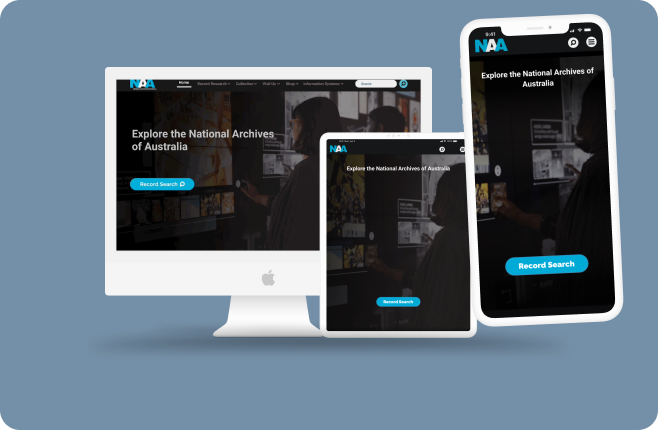 NAA
Home Record Research Collection Visit Us Shop Information Systems Search
Explore the National Archives
of Australia
Record Search
NAA
Explore the National Archives of Australia
Record Search
9:41
NAA
Explore the National Archives of
Australia
Record Search